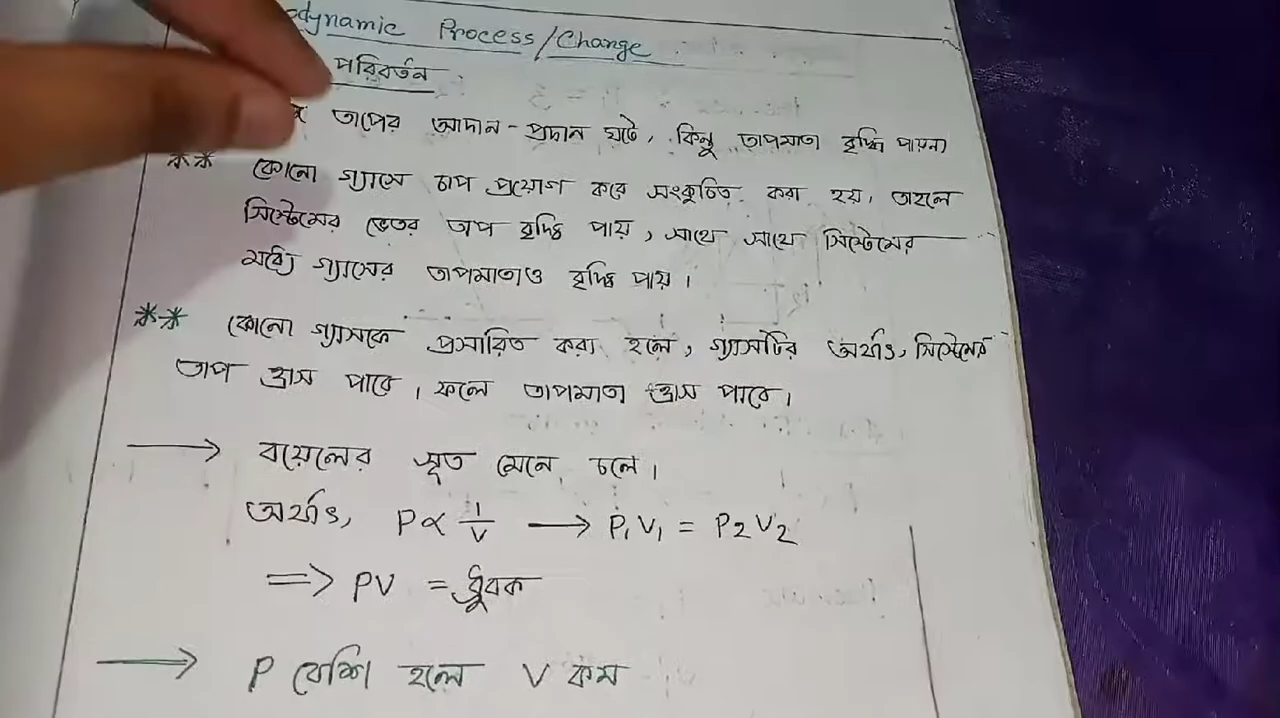 dynamic Process/Change
পরিবর্তন
তাপের আদান-প্রদান ঘটে, কিন্তু তাপমাত্রা বৃদ্ধি পায়না
** কোনো গ্যাসে চাপ প্রয়োগ করে সংকুচিত করা হয়, তাহলে
সিস্টেমের ভেতর তাপ বৃদ্ধি পায়, সাথে সাথে সিস্টেমের
মধ্যে গ্যাসের তাপমাত্রাও বৃদ্ধি পায়।
** কোনো গ্যাসকে প্রসারিত করা হলে, গ্যাসটির অর্থাৎ, সিস্টেমের
তাপ হ্রাস পাবে। ফলে তাপমাত্রা হ্রাস পাবে।
→ বয়েলের সূত্র মেনে চলে।
অর্থাৎ, P∝ 1/V → P₁V₁ = P₂V₂
⇒ PV = ধ্রুবক
→ P বেশি হলে V কম